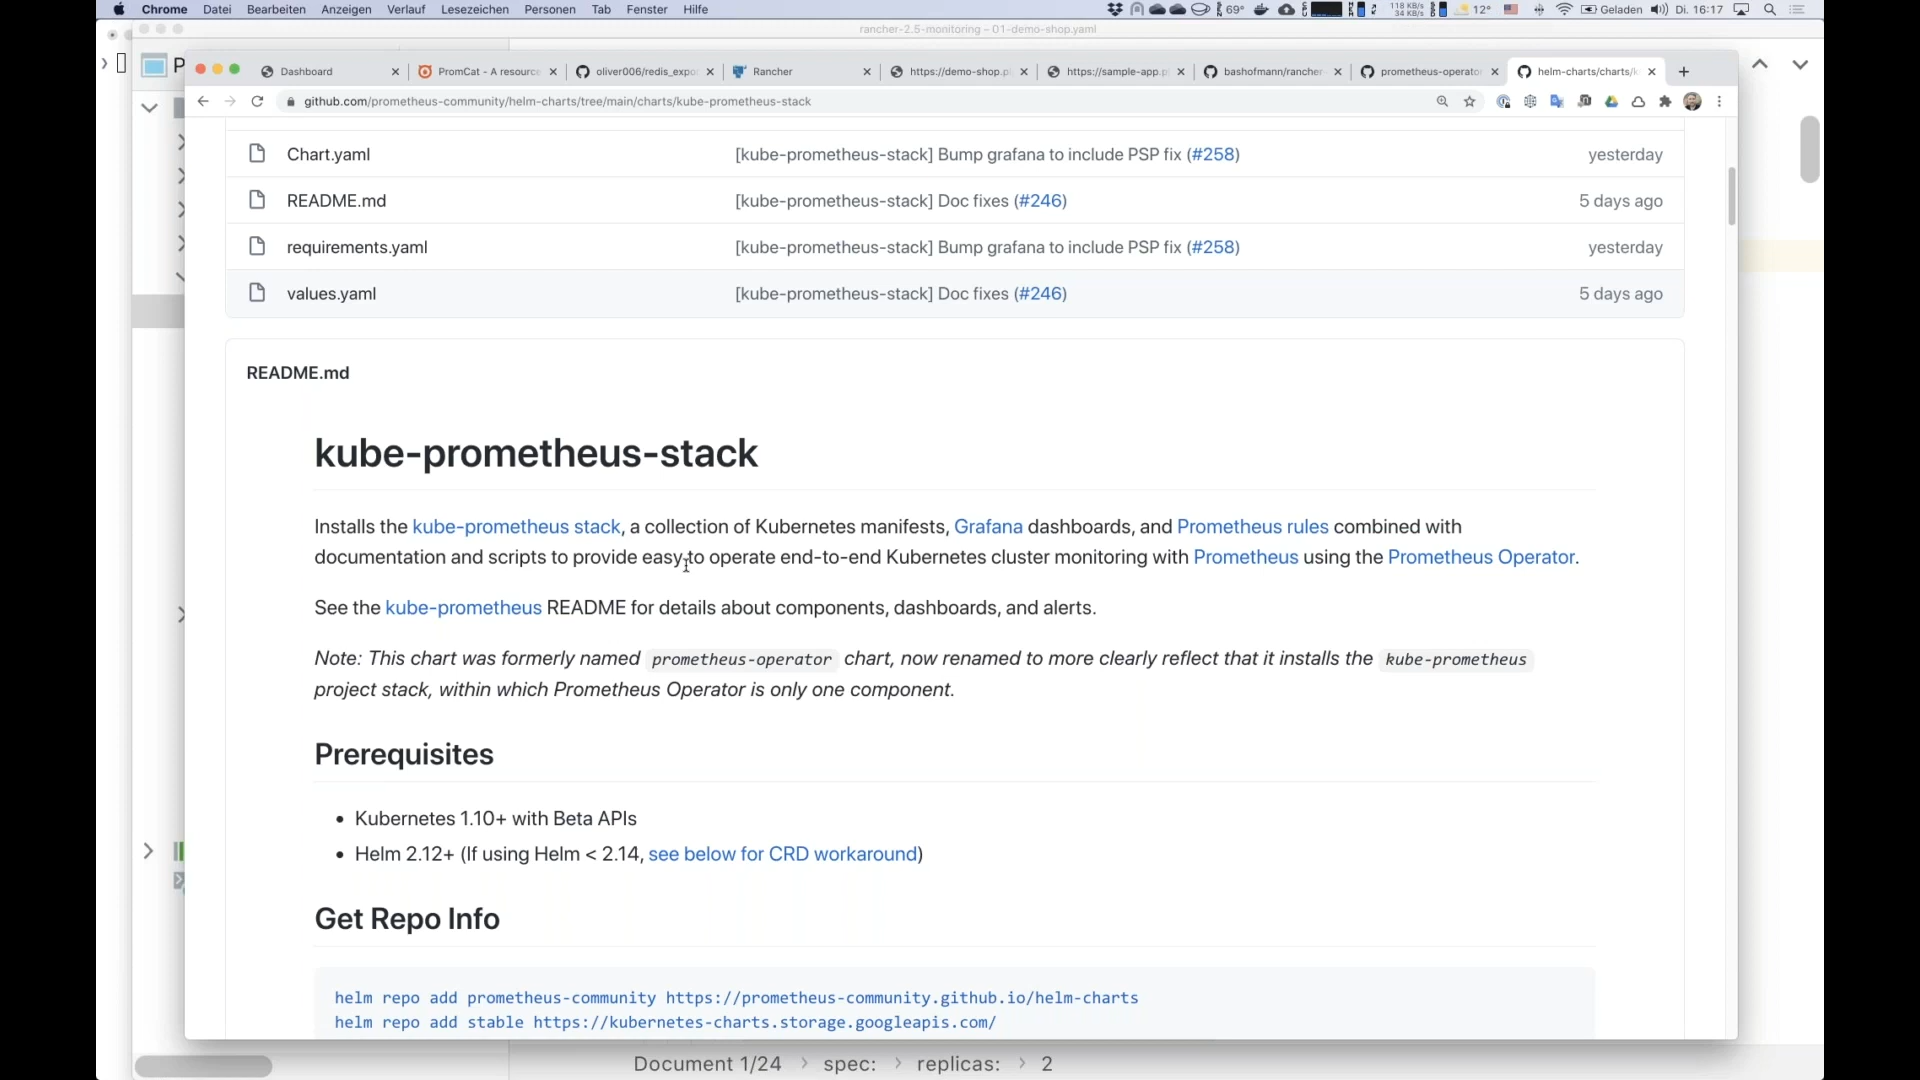 Chrome Datei Bearbeiten Anzeigen Verlauf Lesezeichen Personen Tab Fenster Hilfe 69° 118 KB/s 34 KB/s 12° Geladen Di. 16:17
rancher-2.5-monitoring – 01-demo-shop.yaml
P
Dashboard PromCat - A resource oliver006/redis_expo Rancher https://demo-shop.p https://sample-app.p bashofmann/rancher- prometheus-operator helm-charts/charts/k
github.com/prometheus-community/helm-charts/tree/main/charts/kube-prometheus-stack
Chart.yaml [kube-prometheus-stack] Bump grafana to include PSP fix (#258) yesterday
README.md [kube-prometheus-stack] Doc fixes (#246) 5 days ago
requirements.yaml [kube-prometheus-stack] Bump grafana to include PSP fix (#258) yesterday
values.yaml [kube-prometheus-stack] Doc fixes (#246) 5 days ago
README.md
kube-prometheus-stack
Installs the kube-prometheus stack, a collection of Kubernetes manifests, Grafana dashboards, and Prometheus rules combined with
documentation and scripts to provide easy to operate end-to-end Kubernetes cluster monitoring with Prometheus using the Prometheus Operator.
See the kube-prometheus README for details about components, dashboards, and alerts.
Note: This chart was formerly named prometheus-operator chart, now renamed to more clearly reflect that it installs the kube-prometheus
project stack, within which Prometheus Operator is only one component.
Prerequisites
• Kubernetes 1.10+ with Beta APIs
• Helm 2.12+ (If using Helm < 2.14, see below for CRD workaround)
Get Repo Info
helm repo add prometheus-community https://prometheus-community.github.io/helm-charts
helm repo add stable https://kubernetes-charts.storage.googleapis.com/
Document 1/24 › spec: › replicas: › 2